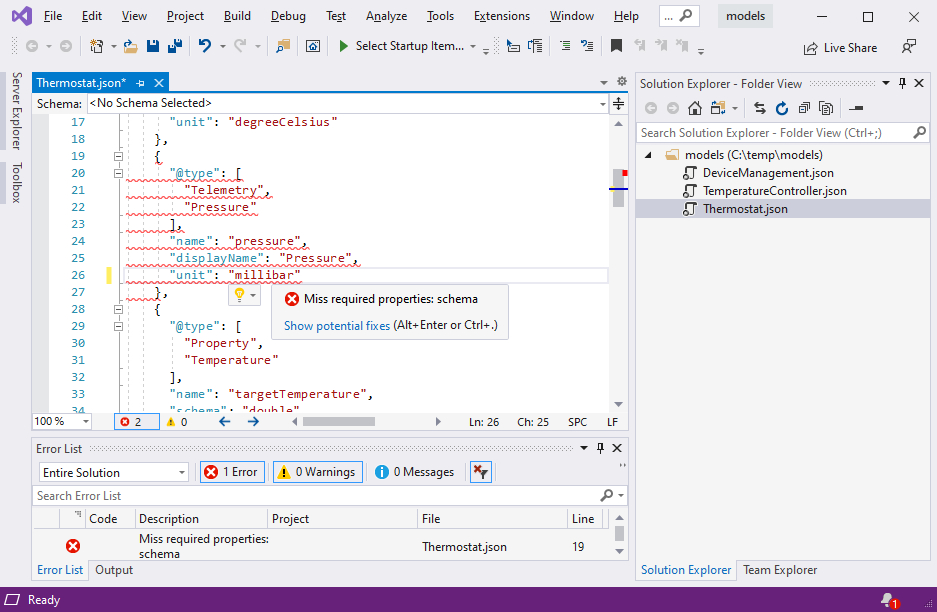 File Edit View Project Build Debug Test Analyze Tools Extensions Window Help ... models
Select Startup Item... Live Share
Server Explorer
Toolbox
Thermostat.json*
Schema: <No Schema Selected>
17 "unit": "degreeCelsius"
18 },
19 {
20 "@type": [
21 "Telemetry",
22 "Pressure"
23 ],
24 "name": "pressure",
25 "displayName": "Pressure",
26 "unit": "millibar"
27 },
28 {
29 "@type": [
30 "Property",
31 "Temperature"
32 ],
33 "name": "targetTemperature",
34 "schema": "double"
Miss required properties: schema
Show potential fixes (Alt+Enter or Ctrl+.)
100 % 2 0 Ln: 26 Ch: 25 SPC LF
Error List
Entire Solution 1 Error 0 Warnings 0 Messages
Search Error List
Code Description Project File Line
Miss required properties: schema Thermostat.json 19
Error List Output
Solution Explorer - Folder View
Search Solution Explorer - Folder View (Ctrl+;)
models (C:\temp\models)
DeviceManagement.json
TemperatureController.json
Thermostat.json
Solution Explorer Team Explorer
Ready 1